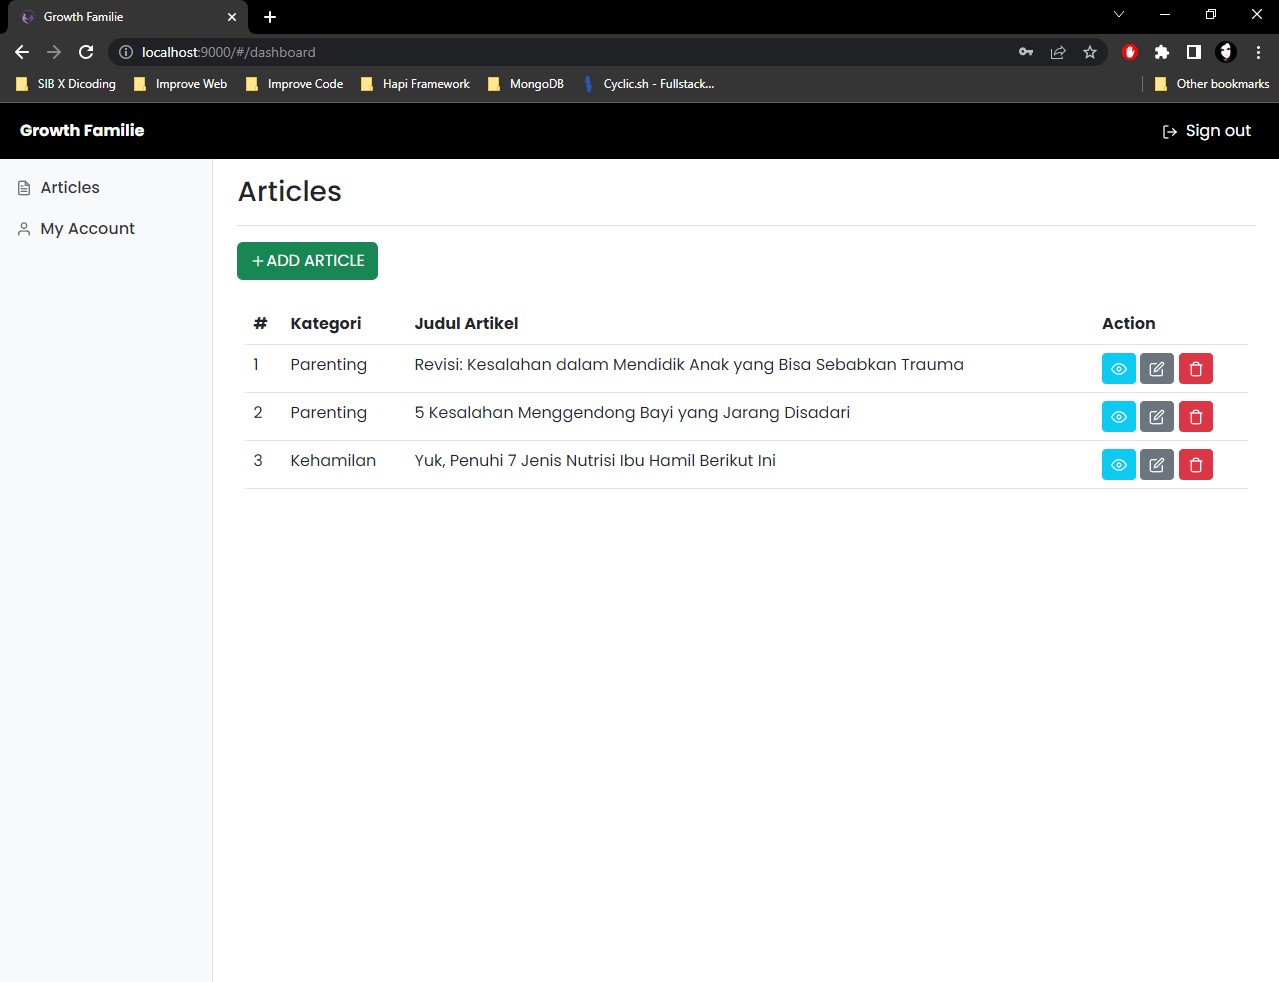 Growth Familie
localhost:9000/#/dashboard
SIB X Dicoding Improve Web Improve Code Hapi Framework MongoDB Cyclic.sh - Fullstack... Other bookmarks
Growth Familie Sign out
Articles
My Account
Articles
+ADD ARTICLE
# Kategori Judul Artikel Action
1 Parenting Revisi: Kesalahan dalam Mendidik Anak yang Bisa Sebabkan Trauma
2 Parenting 5 Kesalahan Menggendong Bayi yang Jarang Disadari
3 Kehamilan Yuk, Penuhi 7 Jenis Nutrisi Ibu Hamil Berikut Ini